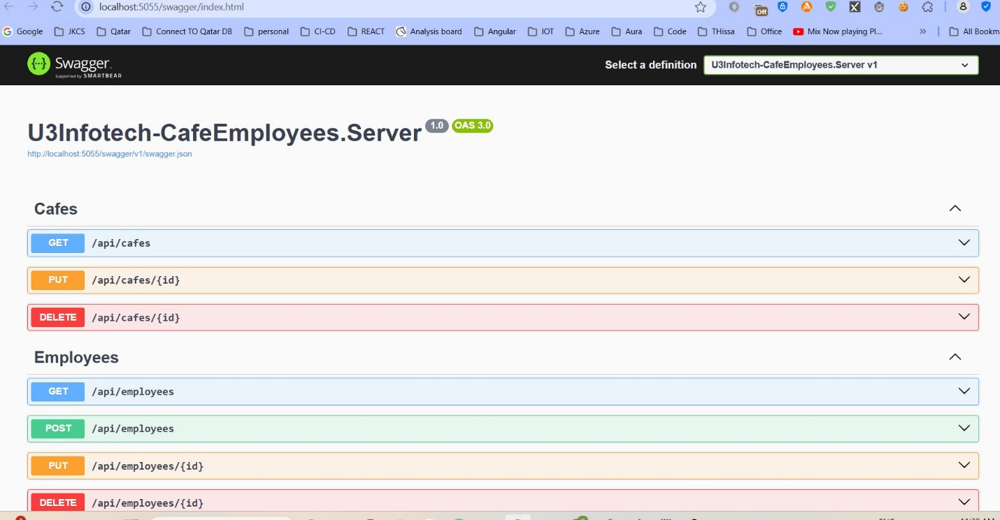 localhost:5055/swagger/index.html
Off
Google JKCS Qatar Connect TO Qatar DB personal CI-CD REACT Analysis board Angular IOT Azure Aura Code THissa Office Mix Now playing Pl... » All Bookm
Swagger
Supported by SMARTBEAR
Select a definition
U3Infotech-CafeEmployees.Server v1
U3Infotech-CafeEmployees.Server 1.0 OAS 3.0
http://localhost:5055/swagger/v1/swagger.json
Cafes
GET /api/cafes
PUT /api/cafes/{id}
DELETE /api/cafes/{id}
Employees
GET /api/employees
POST /api/employees
PUT /api/employees/{id}
DELETE /api/employees/{id}